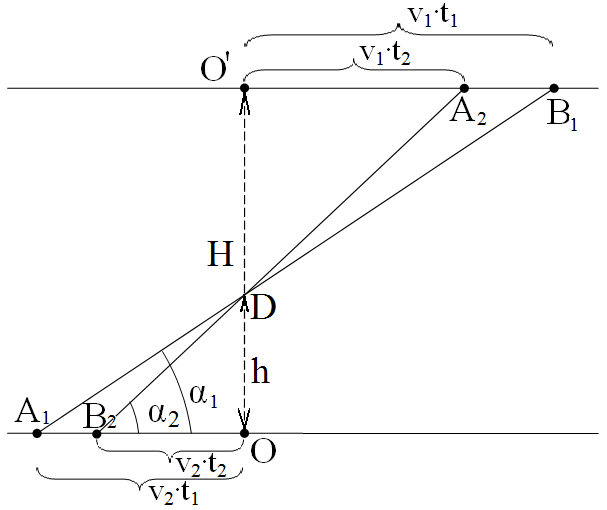 v₁·t₁
v₁·t₂
O'
A₂
B₁
H
D
h
α₁
α₂
A₁
B₂
O
v₂·t₂
v₂·t₁